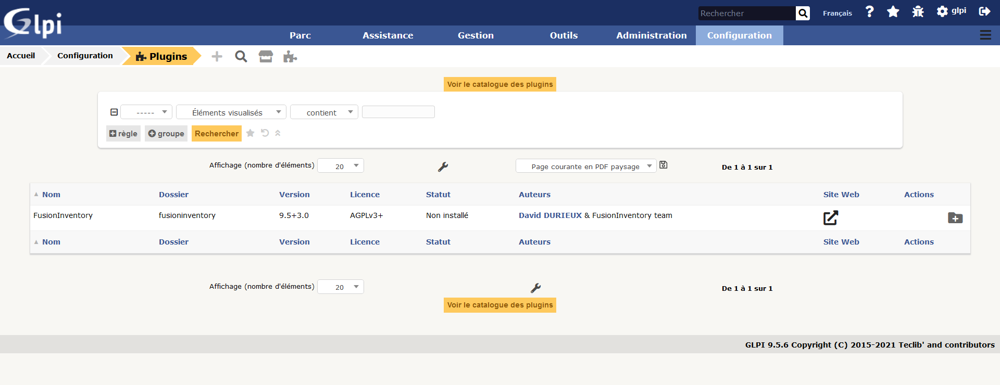 Glpi
Rechercher
Français
glpi
Parc Assistance Gestion Outils Administration Configuration
Accueil Configuration Plugins
Voir le catalogue des plugins
----- Éléments visualisés contient
règle groupe Rechercher
Affichage (nombre d'éléments) 20 Page courante en PDF paysage De 1 à 1 sur 1
Nom Dossier Version Licence Statut Auteurs Site Web Actions
FusionInventory fusioninventory 9.5+3.0 AGPLv3+ Non installé David DURIEUX & FusionInventory team
Nom Dossier Version Licence Statut Auteurs Site Web Actions
Affichage (nombre d'éléments) 20 De 1 à 1 sur 1
Voir le catalogue des plugins
GLPI 9.5.6 Copyright (C) 2015-2021 Teclib' and contributors